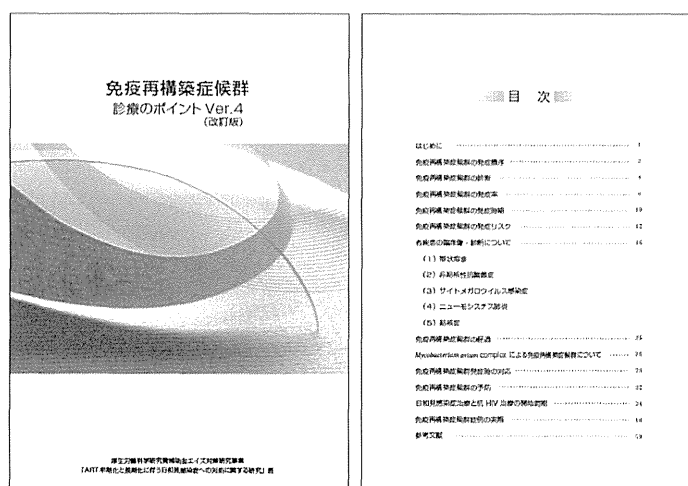 免疫再構築症候群
診療のポイント Ver.4
(改訂版)
厚生労働科学研究費補助金エイズ対策研究事業
「ART早期化と長期化に伴う日和見感染症への対処に関する研究」班
目 次
はじめに 1
免疫再構築症候群の発症機序 2
免疫再構築症候群の診断
免疫再構築症候群の発症率
免疫再構築症候群の発症時期 10
免疫再構築症候群の発症リスク 12
各疾患の臨床像・診断について
(1) 帯状疱疹
(2) 非結核性抗酸菌症
(3) サイトメガロウイルス感染症
(4) ニューモシスチス肺炎
(5) 結核症
免疫再構築症候群の経過 25
Mycobacterium avium complex による免疫再構築症候群について
免疫再構築症候群発症時の対応
免疫再構築症候群の予防
日和見感染症治療と抗 HIV 治療の開始時期
免疫再構築症候群症例の実際
参考文献